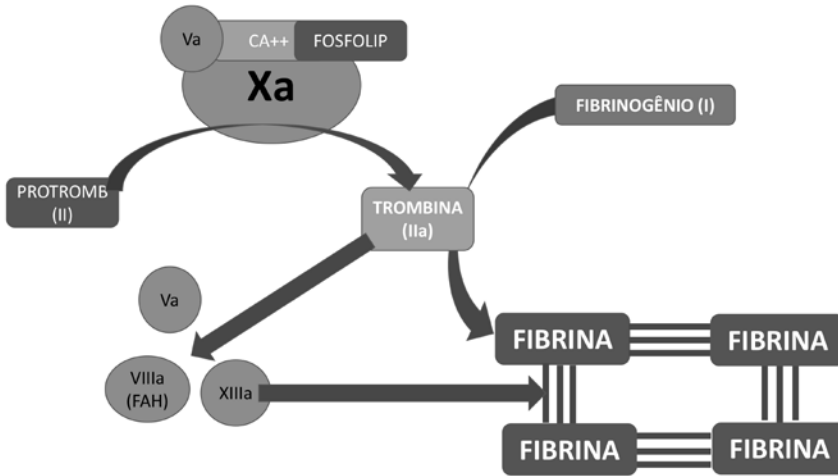 Va
CA++
FOSFOLIP
Xa
FIBRINOGÊNIO (I)
PROTROMB
(II)
TROMBINA
(IIa)
Va
VIIIa
(FAH)
XIIIa
FIBRINA
FIBRINA
FIBRINA
FIBRINA